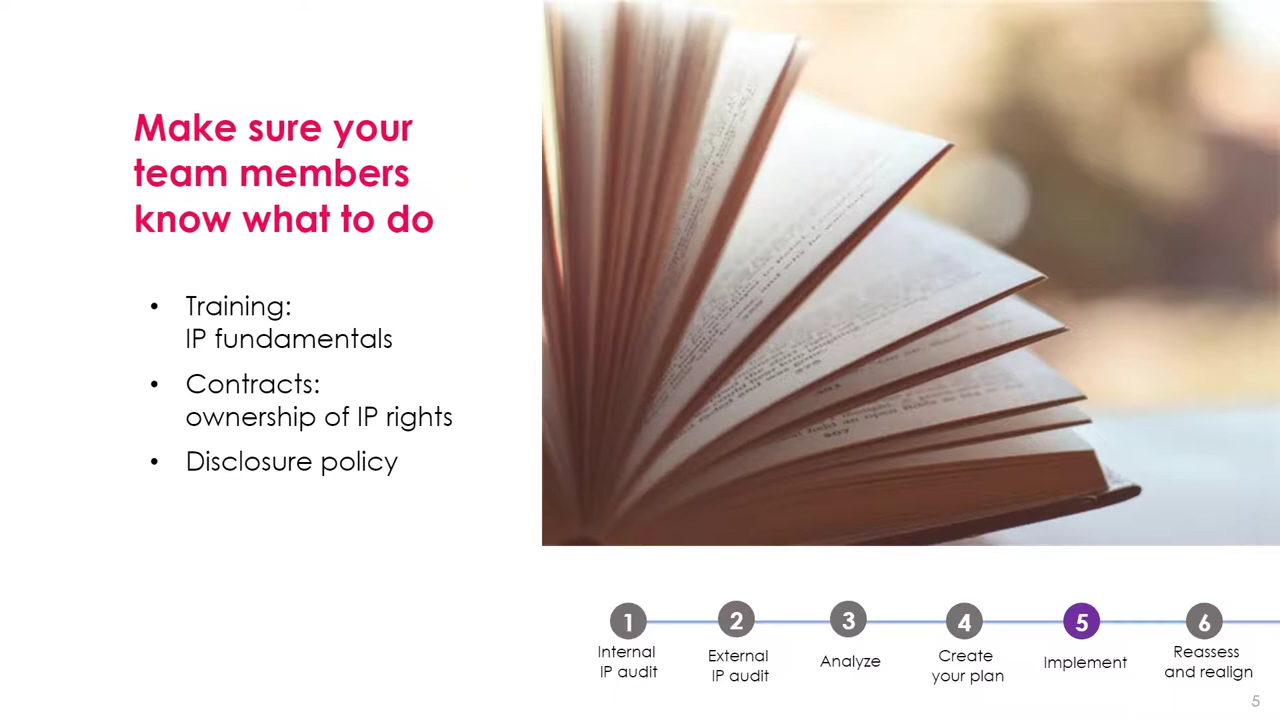 Make sure your
team members
know what to do
• Training:
IP fundamentals
• Contracts:
ownership of IP rights
• Disclosure policy
1
2
3
4
5
6
Internal
IP audit
External
IP audit
Analyze
Create
your plan
Implement
Reassess
and realign
5